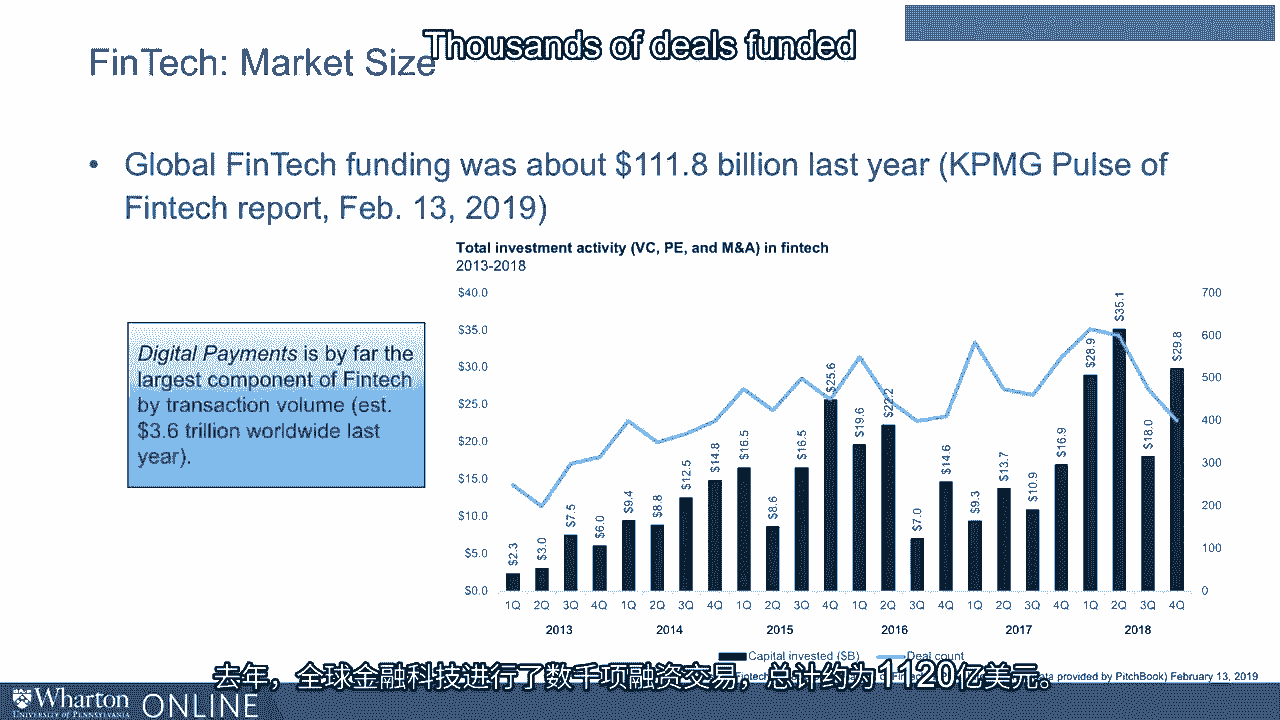 Thousands of deals funded
FinTech: Market Size
• Global FinTech funding was about $111.8 billion last year (KPMG Pulse of
Fintech report, Feb. 13, 2019)
Total investment activity (VC, PE, and M&A) in fintech
2013-2018
Digital Payments is by far the
largest component of Fintech
by transaction volume (est.
$3.6 trillion worldwide last
year).
$40.0
$35.0
$30.0
$25.0
$20.0
$15.0
$10.0
$5.0
$0.0
700
600
500
400
300
200
100
0
$2.3 $3.0 $7.5 $6.0 $9.4 $8.8 $12.5 $14.8 $16.5 $8.6 $16.5 $25.6 $19.6 $22.2 $7.0 $14.6 $9.3 $13.7 $10.9 $16.9 $28.9 $35.1 $18.0 $29.8
1Q 2Q 3Q 4Q 1Q 2Q 3Q 4Q 1Q 2Q 3Q 4Q 1Q 2Q 3Q 4Q 1Q 2Q 3Q 4Q 1Q 2Q 3Q 4Q
2013 2014 2015 2016 2017 2018
Capital invested ($B) Deal count
去年，全球金融科技进行了数千项融资交易，总计约为1120亿美元。
provided by PitchBook) February 13, 2019
Wharton ONLINE
UNIVERSITY of PENNSYLVANIA